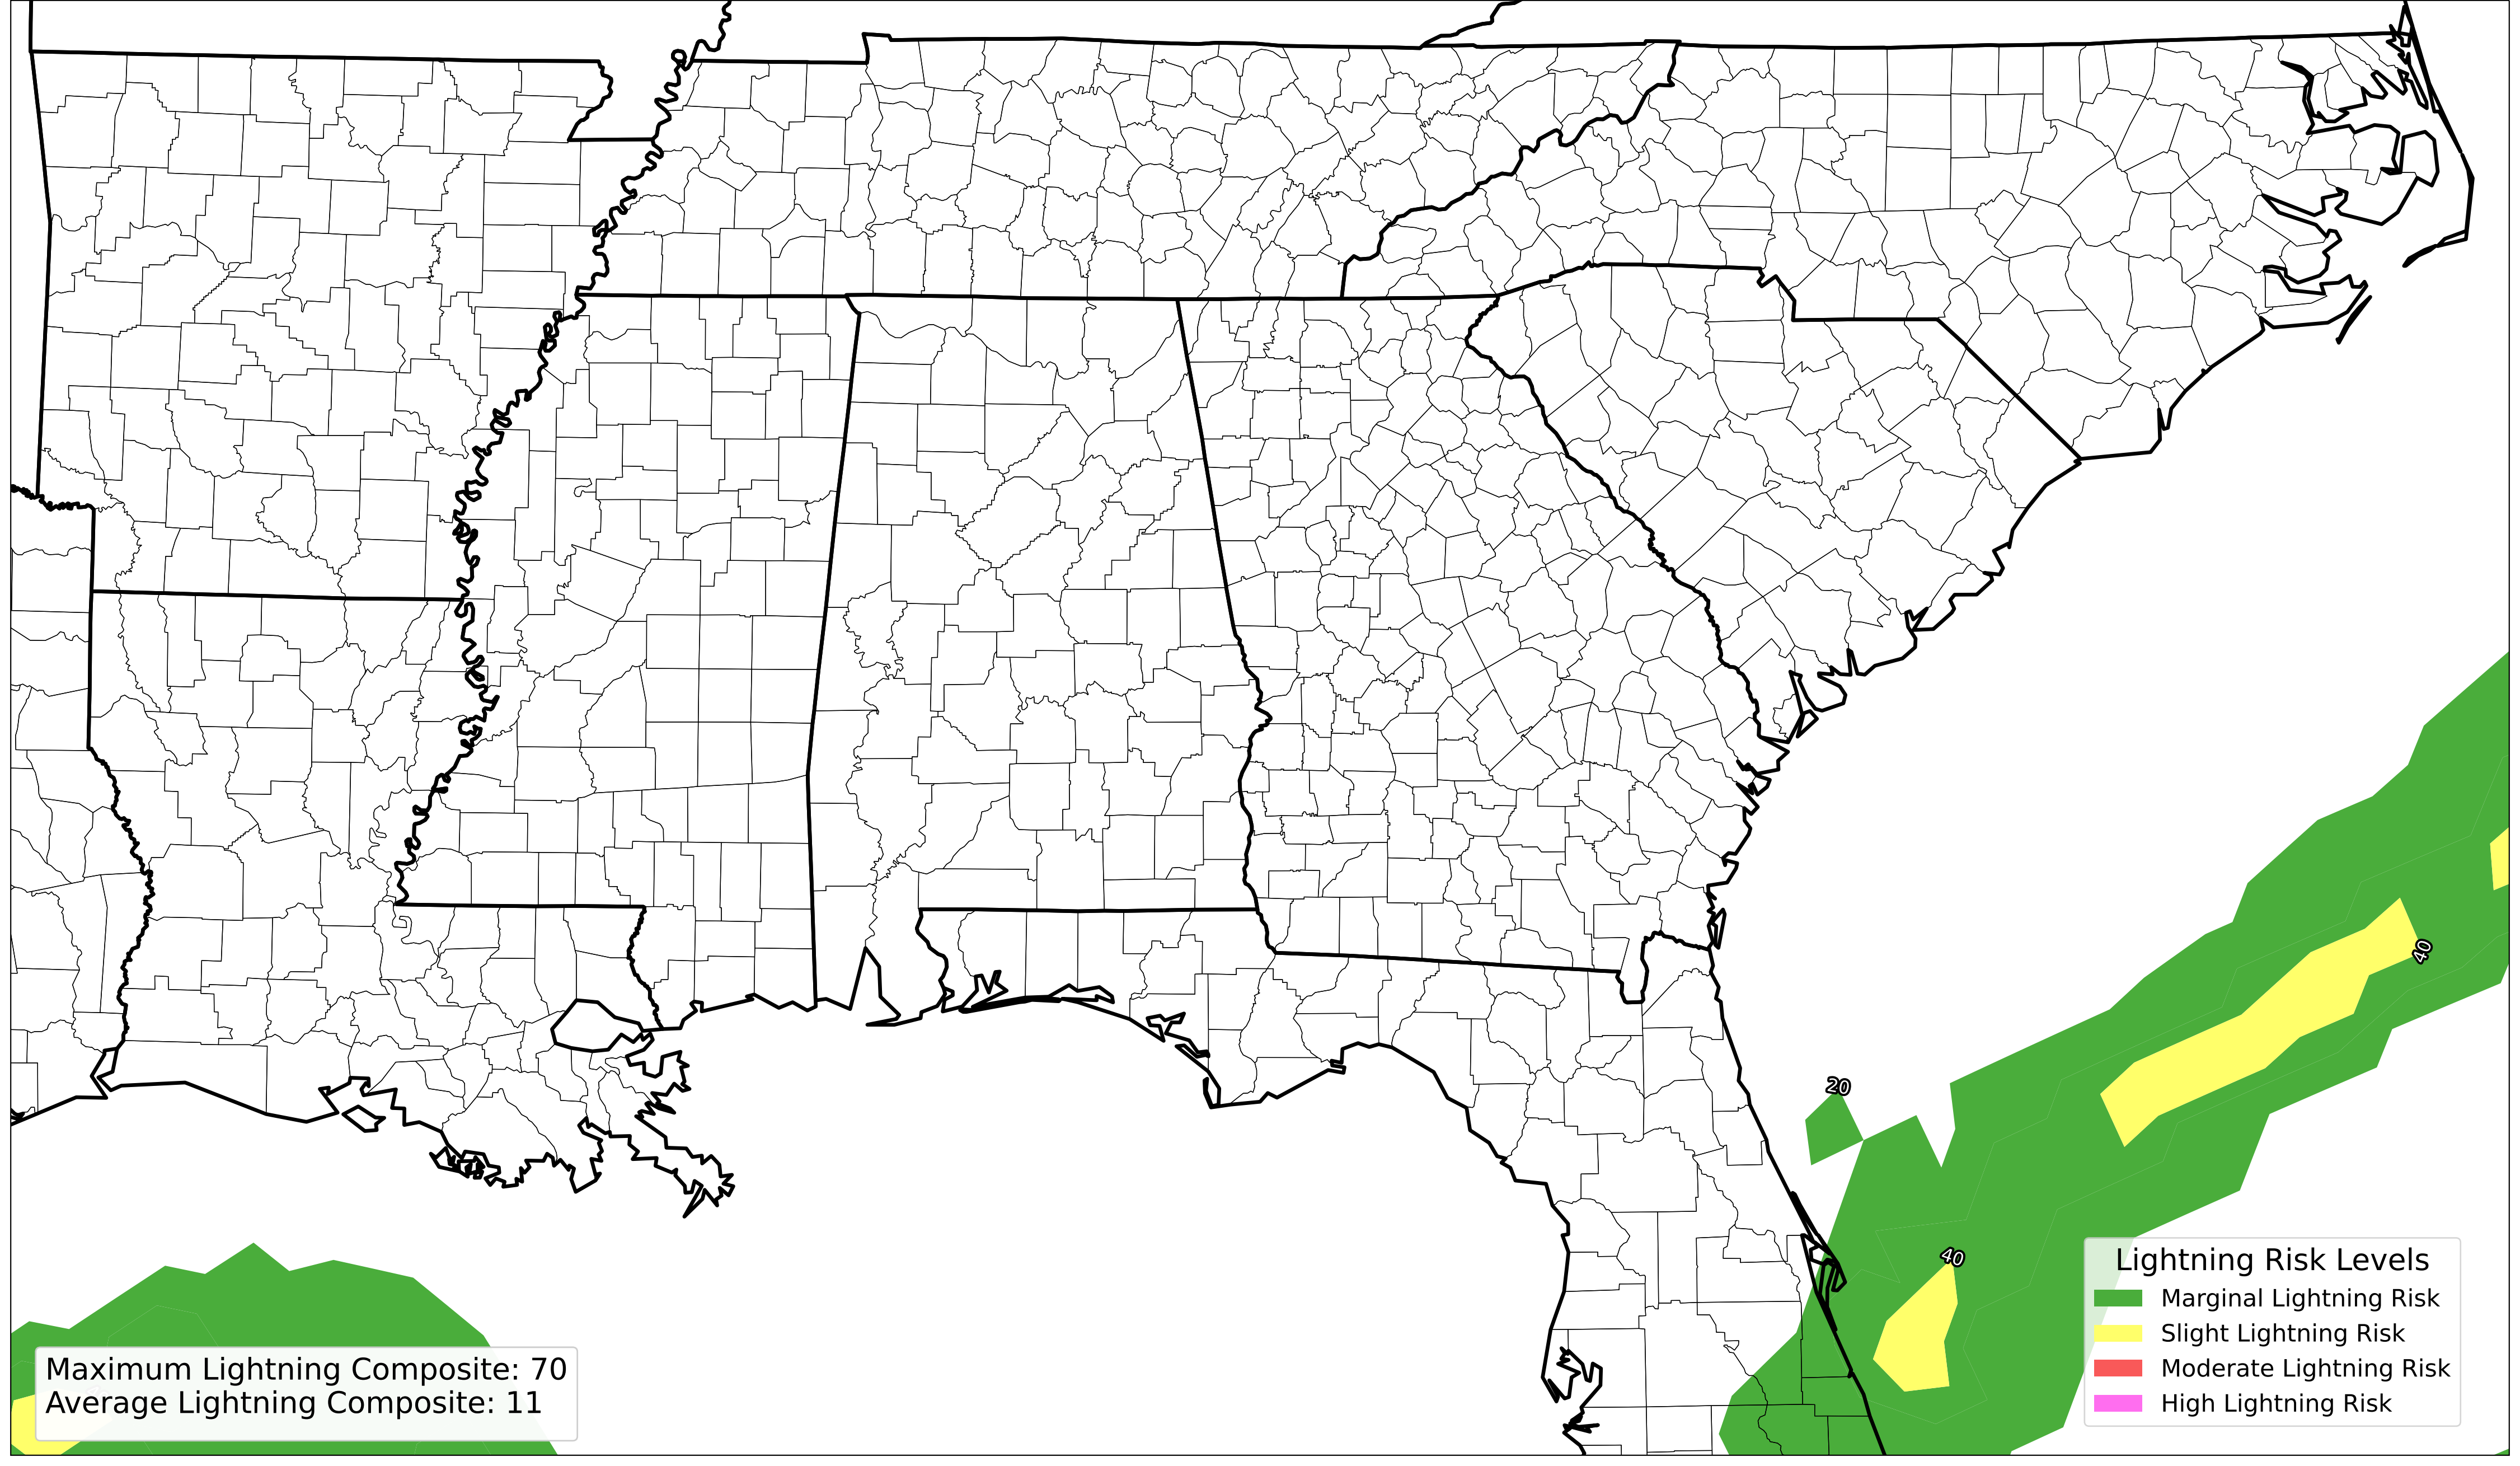 40
20
40
Lightning Risk Levels
Marginal Lightning Risk
Slight Lightning Risk
Moderate Lightning Risk
High Lightning Risk
Maximum Lightning Composite: 70
Average Lightning Composite: 11